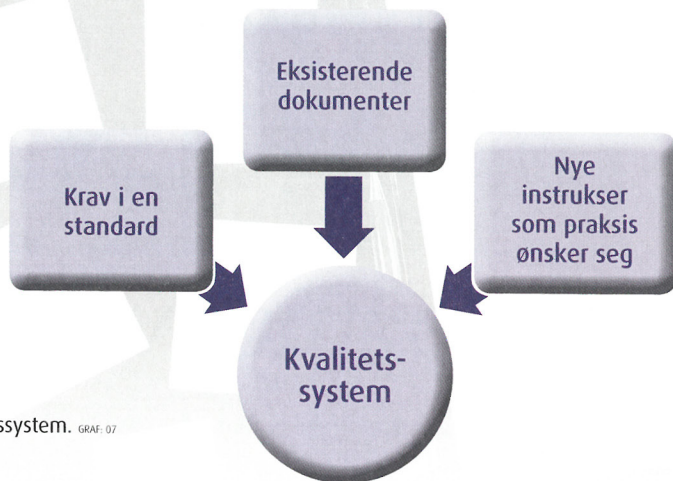 Eksisterende
dokumenter
Krav i en
standard
Nye
instrukser
som praksis
ønsker seg
Kvalitets-
system
ssystem. GRAF: 07